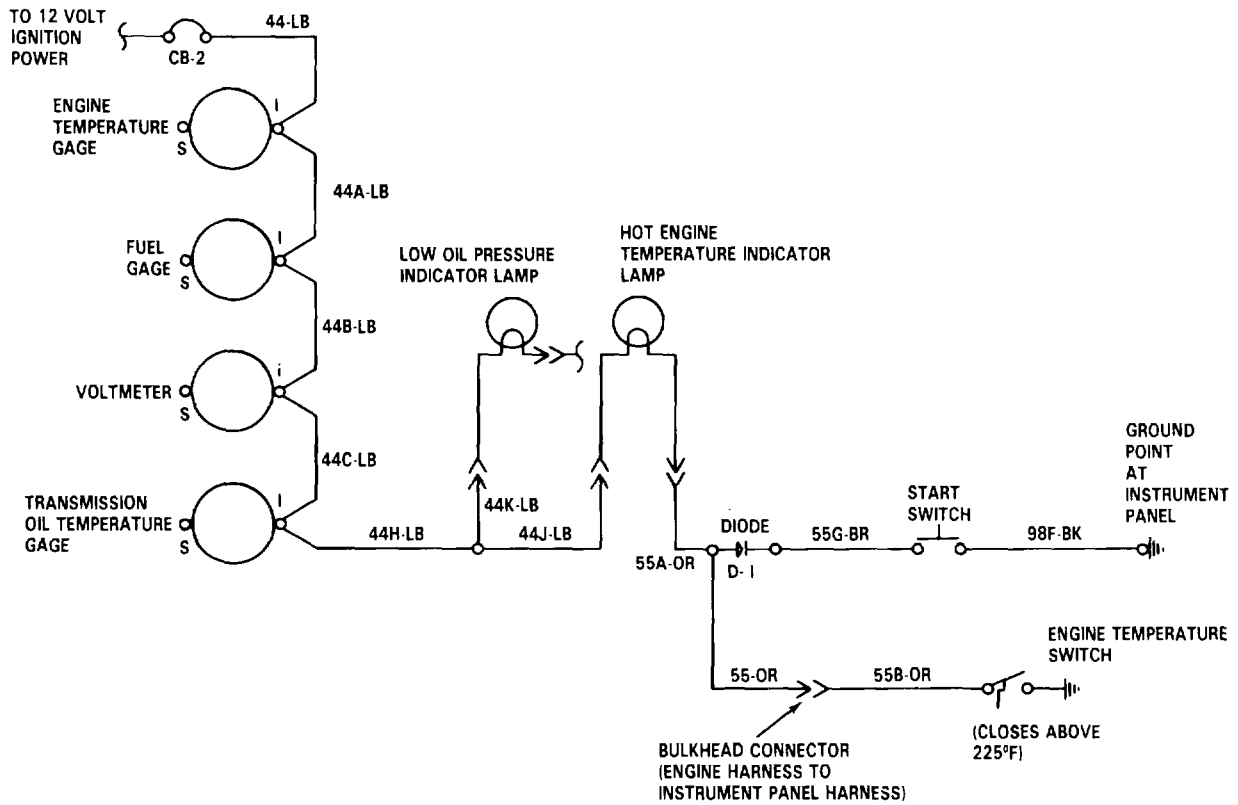 TO 12 VOLT
IGNITION
POWER
44-LB
CB-2
ENGINE
TEMPERATURE
GAGE
I
S
44A-LB
FUEL
GAGE
I
S
44B-LB
VOLTMETER
i
S
44C-LB
TRANSMISSION
OIL TEMPERATURE
GAGE
I
S
44H-LB
LOW OIL PRESSURE
INDICATOR LAMP
HOT ENGINE
TEMPERATURE INDICATOR
LAMP
44K-LB
44J-LB
55A-OR
DIODE
D-1
55G-BR
START
SWITCH
98F-BK
GROUND
POINT
AT
INSTRUMENT
PANEL
55-OR
55B-OR
ENGINE TEMPERATURE
SWITCH
(CLOSES ABOVE
225°F)
BULKHEAD CONNECTOR
(ENGINE HARNESS TO
INSTRUMENT PANEL HARNESS)